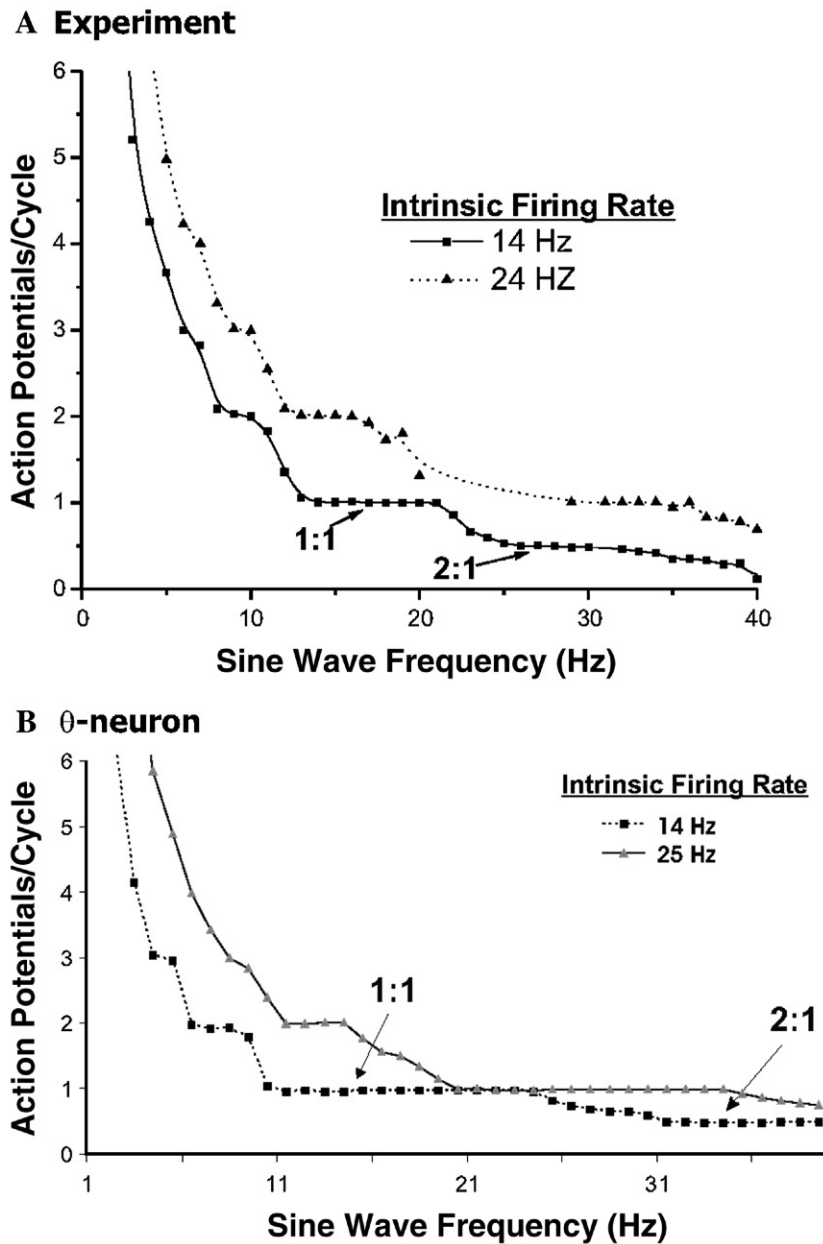 A Experiment
6
5
4
3
2
1
0
Action Potentials/Cycle
Intrinsic Firing Rate
14 Hz
24 HZ
1:1
2:1
0 10 20 30 40
Sine Wave Frequency (Hz)
B θ-neuron
6
5
4
3
2
1
0
Action Potentials/Cycle
Intrinsic Firing Rate
14 Hz
25 Hz
1:1
2:1
1 11 21 31
Sine Wave Frequency (Hz)